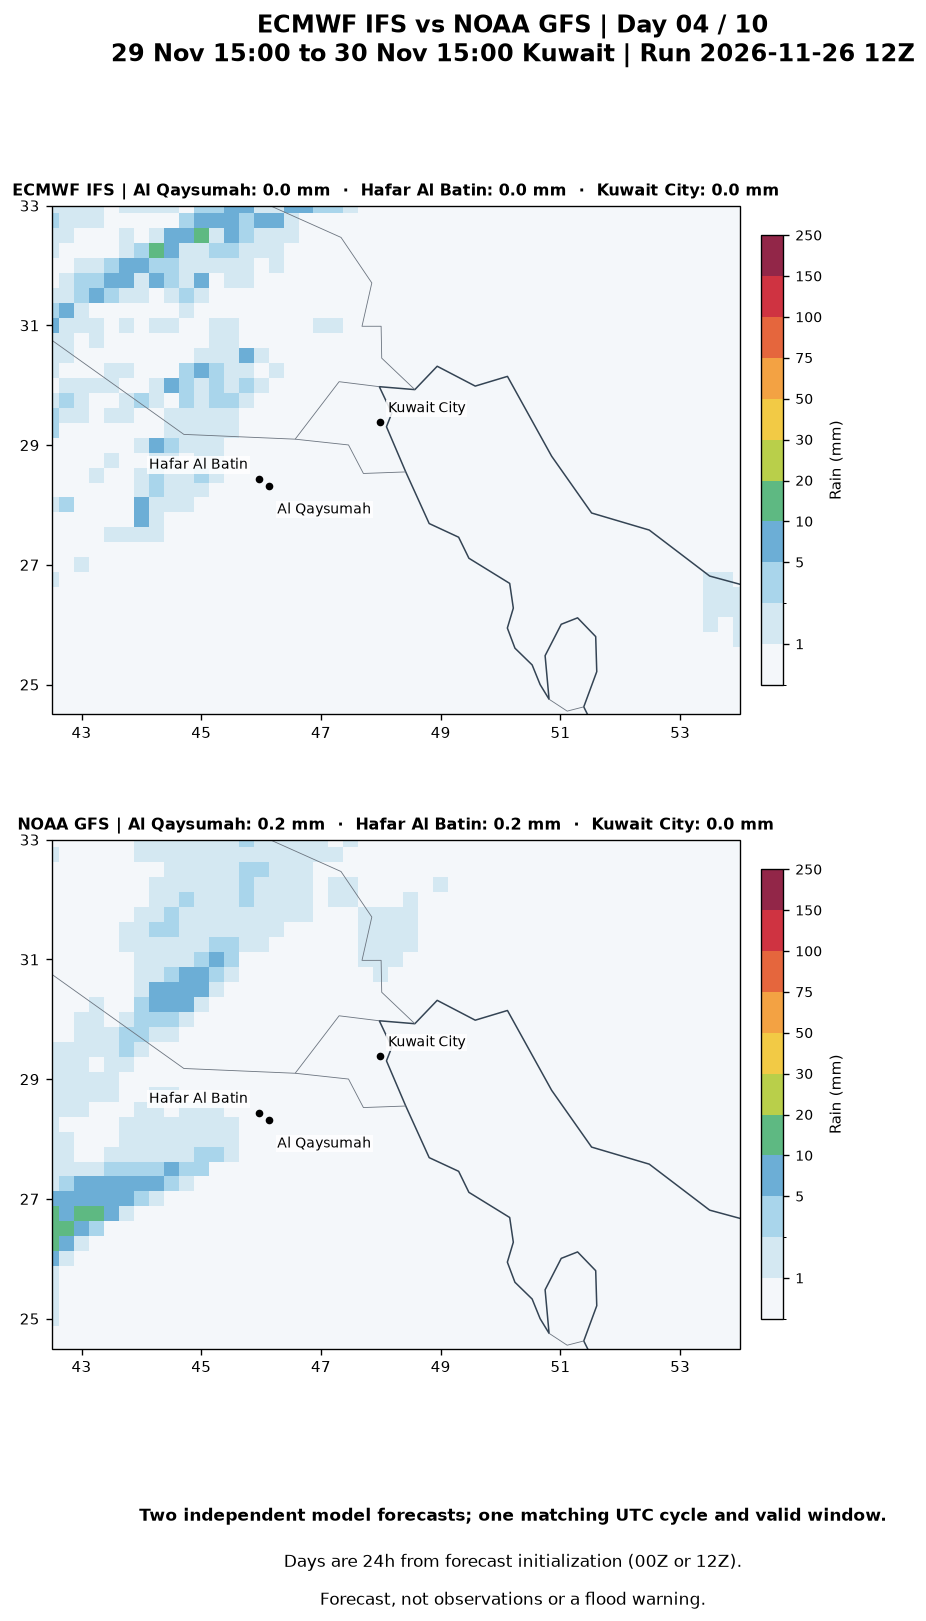 ECMWF IFS vs NOAA GFS | Day 04 / 10
29 Nov 15:00 to 30 Nov 15:00 Kuwait | Run 2026-11-26 12Z
ECMWF IFS | Al Qaysumah: 0.0 mm · Hafar Al Batin: 0.0 mm · Kuwait City: 0.0 mm
33
31
29
27
25
43
45
47
49
51
53
Kuwait City
Hafar Al Batin
Al Qaysumah
250
150
100
75
50
30
20
10
5
1
Rain (mm)
NOAA GFS | Al Qaysumah: 0.2 mm · Hafar Al Batin: 0.2 mm · Kuwait City: 0.0 mm
33
31
29
27
25
43
45
47
49
51
53
Kuwait City
Hafar Al Batin
Al Qaysumah
250
150
100
75
50
30
20
10
5
1
Rain (mm)
Two independent model forecasts; one matching UTC cycle and valid window.
Days are 24h from forecast initialization (00Z or 12Z).
Forecast, not observations or a flood warning.